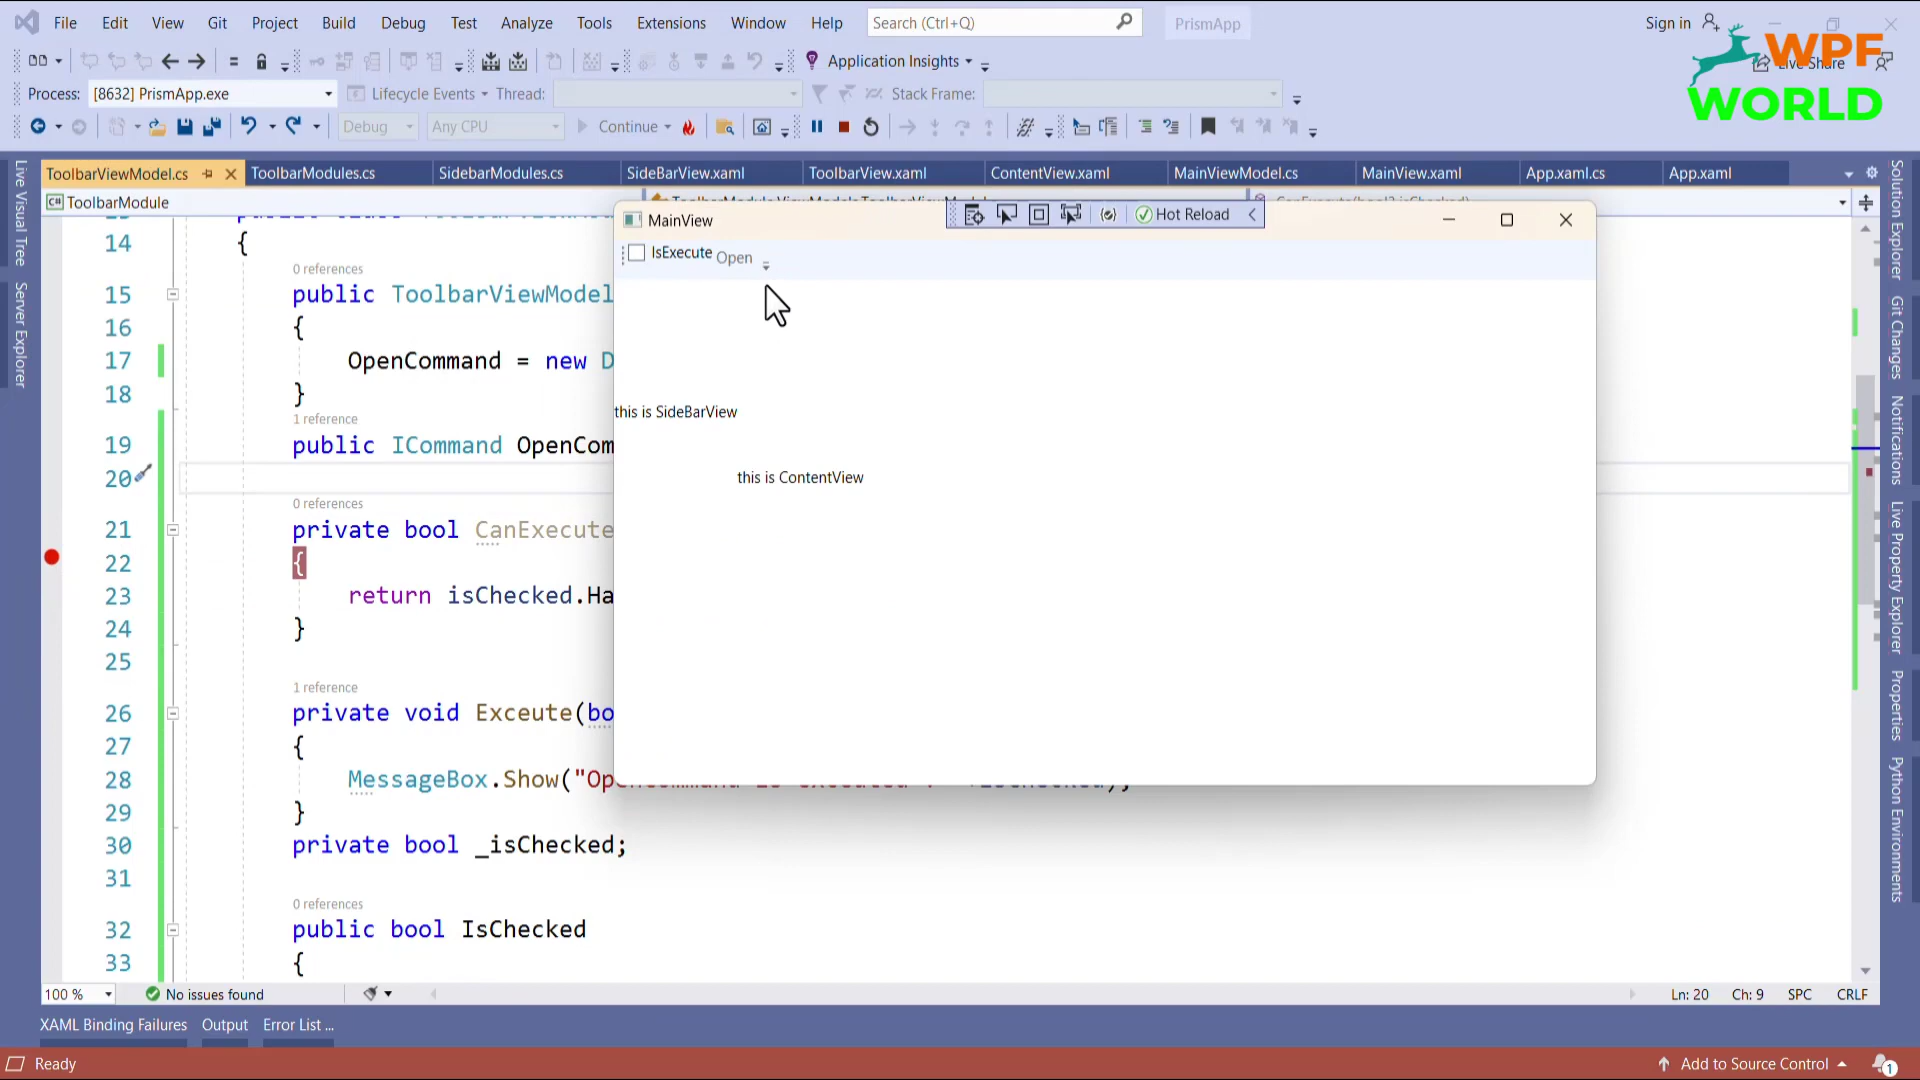 File Edit View Git Project Build Debug Test Analyze Tools Extensions Window Help Search (Ctrl+Q) PrismApp Sign in
Application Insights
Live Share
WPF
WORLD
Process: [8632] PrismApp.exe Lifecycle Events Thread: Stack Frame:
Debug Any CPU Continue
ToolbarViewModel.cs ToolbarModules.cs SidebarModules.cs SideBarView.xaml ToolbarView.xaml ContentView.xaml MainViewModel.cs MainView.xaml App.xaml.cs App.xaml
C# ToolbarModule
MainView
Hot Reload
IsExecute Open
this is SideBarView
this is ContentView
14 {
0 references
15 public ToolbarViewModel
16 {
17 OpenCommand = new D
18 }
1 reference
19 public ICommand OpenCom
20
0 references
21 private bool CanExecute
22 {
23 return isChecked.Ha
24 }
25
1 reference
26 private void Exceute(bo
27 {
28 MessageBox.Show("Op
29 }
30 private bool _isChecked;
31
0 references
32 public bool IsChecked
33 {
100 % No issues found Ln: 20 Ch: 9 SPC CRLF
XAML Binding Failures Output Error List ...
Ready Add to Source Control 1
Live Visual Tree
Server Explorer
Solution Explorer
Git Changes
Notifications
Live Property Explorer
Properties
Python Environments